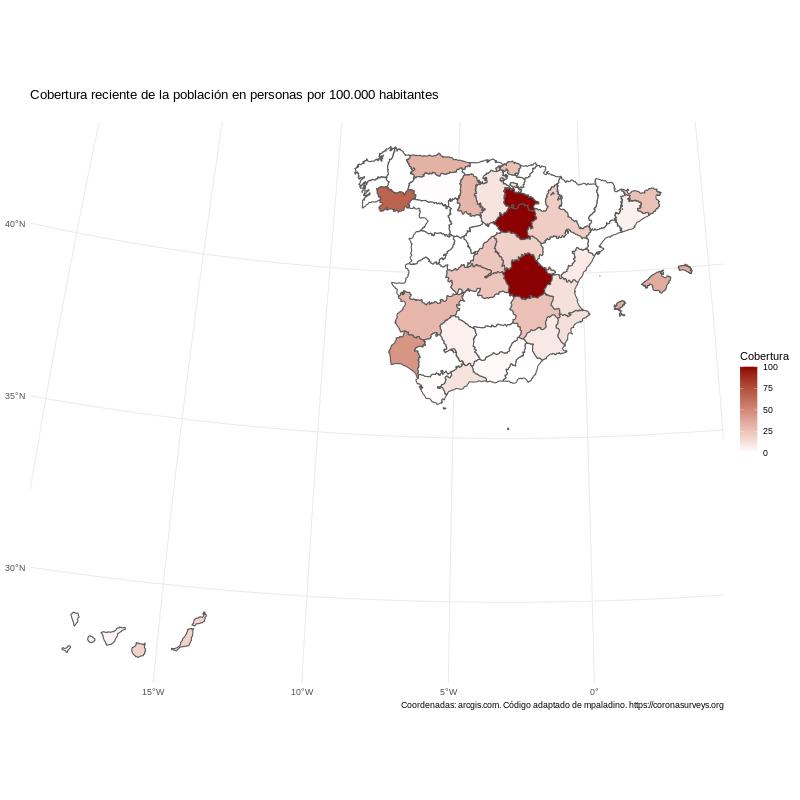 Cobertura reciente de la población en personas por 100.000 habitantes
40°N
35°N
30°N
15°W
10°W
5°W
0°
Cobertura
100
75
50
25
0
Coordenadas: arcgis.com. Código adaptado de mpaladino. https://coronasurveys.org